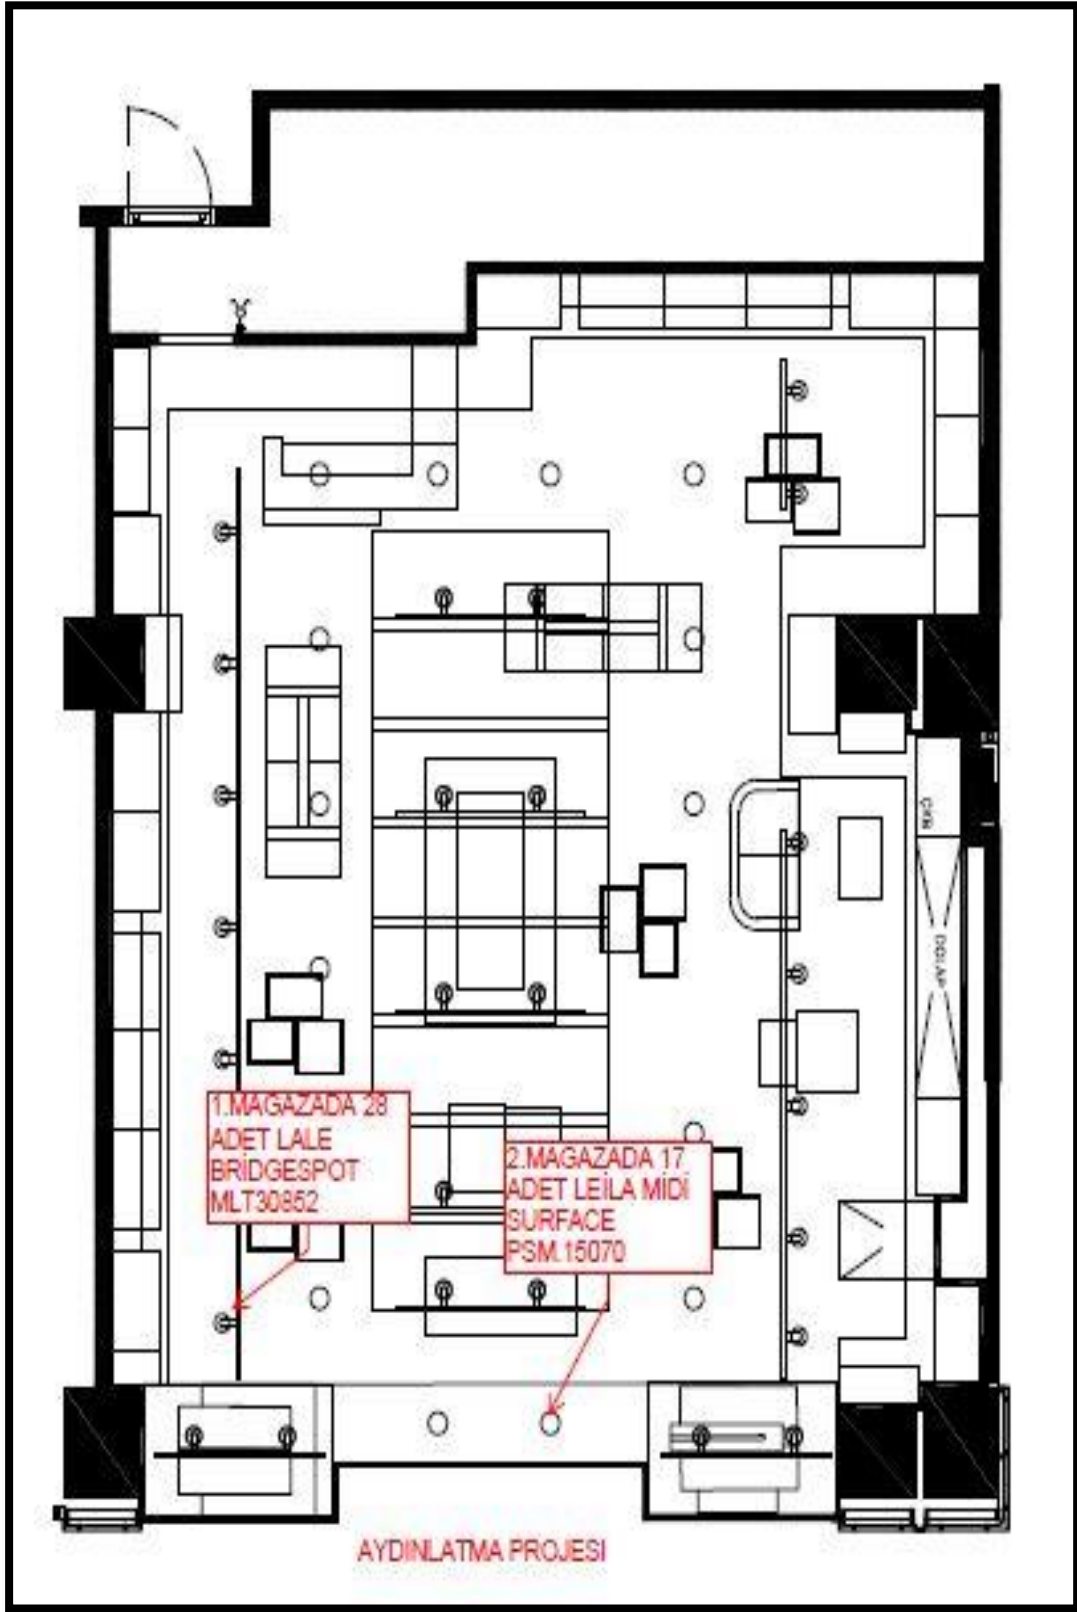 DOLAP
1.MAGAZADA 28
ADET LALE
BRİDGESPOT
MLT30852
2.MAGAZADA 17
ADET LEİLA MİDİ
SURFACE
PSM.15070
AYDINLATMA PROJESI